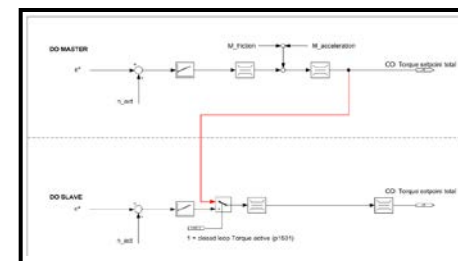 M_friction
M_acceleration
DO MASTER
CO: Torque setpoint total
n*
n_act
DO SLAVE
CO: Torque setpoint total
n_act
1 = closed loop Torque active (p1501)